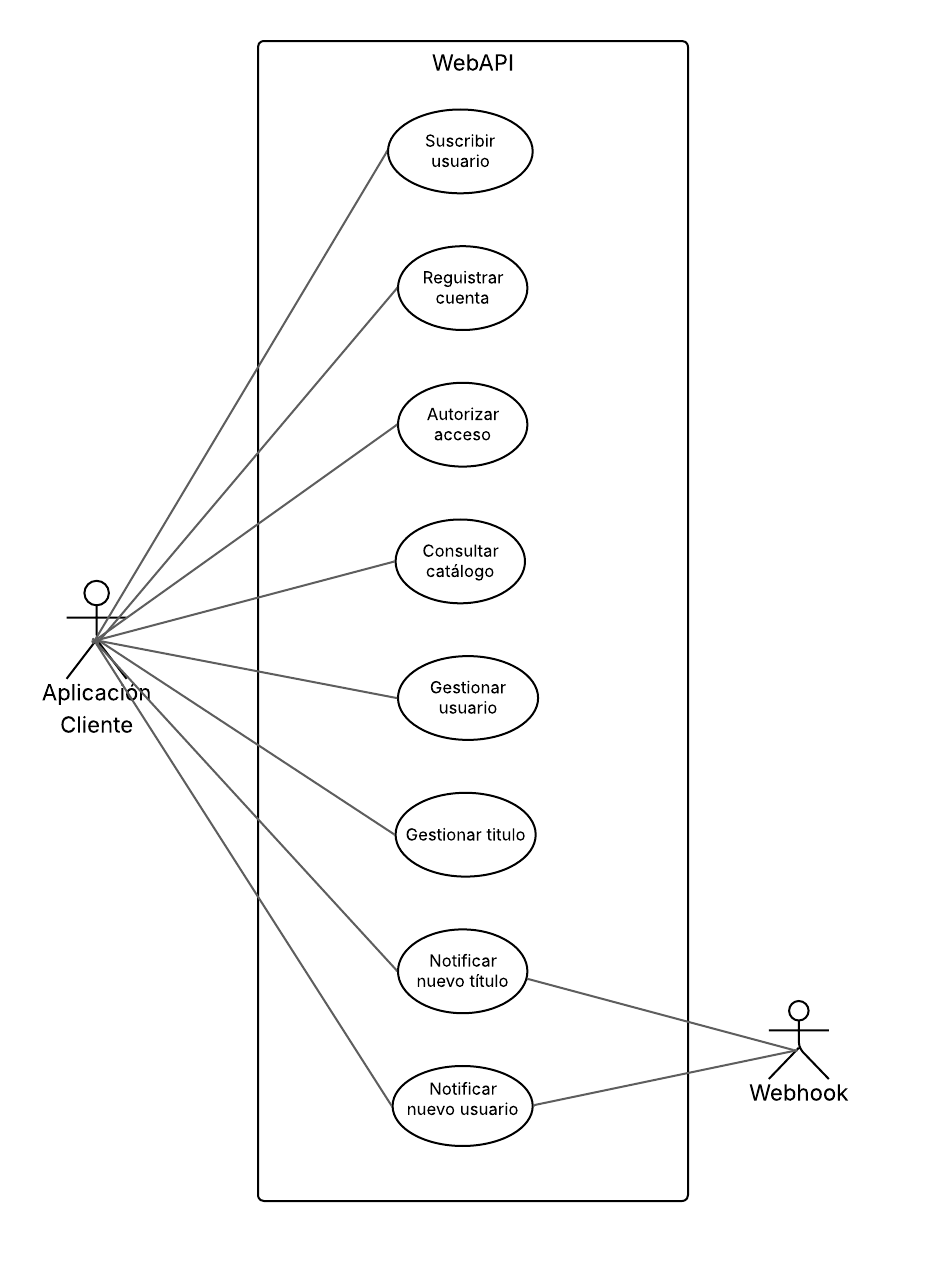 WebAPI
Suscribir
usuario
Reguistrar
cuenta
Autorizar
acceso
Consultar
catálogo
Gestionar
usuario
Aplicación
Cliente
Gestionar titulo
Notificar
nuevo título
Notificar
nuevo usuario
Webhook